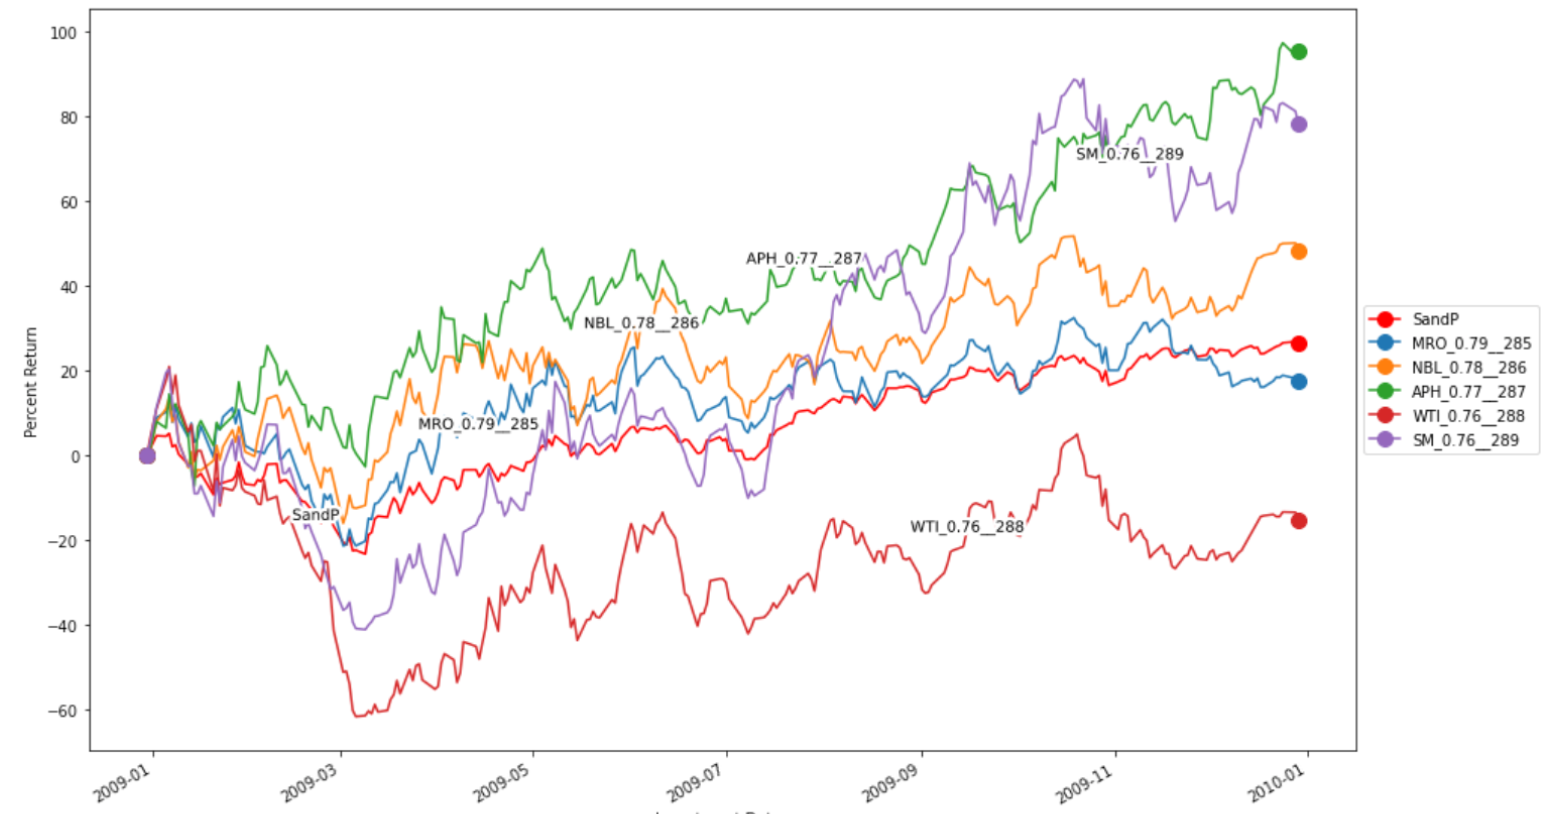 100
80
60
40
20
0
−20
−40
−60
Percent Return
SM_0.76__289
APH_0.77__287
NBL_0.78__286
MRO_0.79__285
SandP
WTI_0.76__288
SandP
MRO_0.79__285
NBL_0.78__286
APH_0.77__287
WTI_0.76__288
SM_0.76__289
2009-01
2009-03
2009-05
2009-07
2009-09
2009-11
2010-01